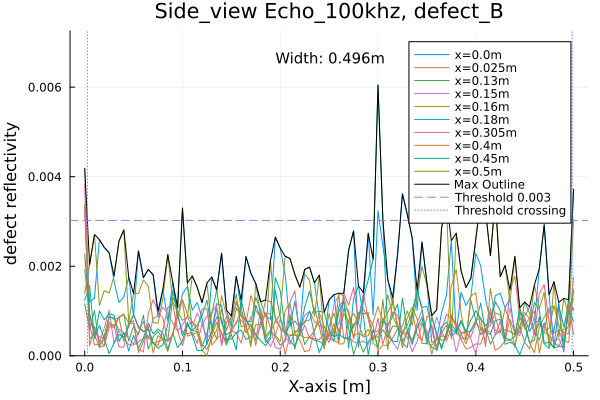 Side_view Echo_100khz, defect_B
Width: 0.496m
x=0.0m
x=0.025m
x=0.13m
x=0.15m
x=0.16m
x=0.18m
x=0.305m
x=0.4m
x=0.45m
x=0.5m
Max Outline
Threshold 0.003
Threshold crossing
defect reflectivity
0.006
0.004
0.002
0.000
0.0 0.1 0.2 0.3 0.4 0.5
X-axis [m]